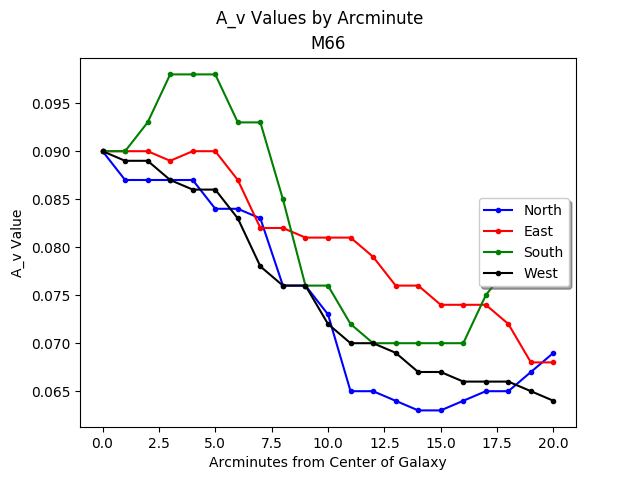 A_v Values by Arcminute
M66
A_v Value
0.095
0.090
0.085
0.080
0.075
0.070
0.065
North
East
South
West
0.0 2.5 5.0 7.5 10.0 12.5 15.0 17.5 20.0
Arcminutes from Center of Galaxy